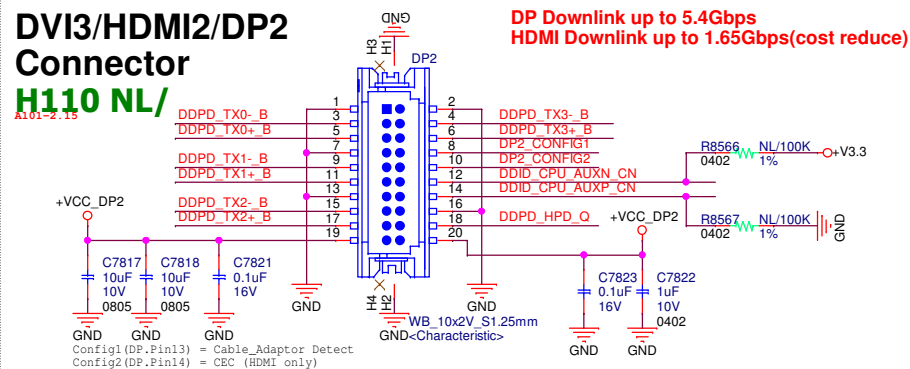 DVI3/HDMI2/DP2
Connector
H110 NL/
A101-2.15
DP Downlink up to 5.4Gbps
HDMI Downlink up to 1.65Gbps(cost reduce)
GND
H3 H1
DP2
1 2
DDPD_TX0-_B 3 4 DDPD_TX3-_B
DDPD_TX0+_B 5 6 DDPD_TX3+_B
7 8 DP2_CONFIG1
DDPD_TX1-_B 9 10 DP2_CONFIG2
DDPD_TX1+_B 11 12 DDID_CPU_AUXN_CN
13 14 DDID_CPU_AUXP_CN
DDPD_TX2-_B 15 16
DDPD_TX2+_B 17 18 DDPD_HPD_Q
19 20
R8566 NL/100K +V3.3
0402 1%
R8567 NL/100K GND
0402 1%
+VCC_DP2
+VCC_DP2
C7817
10uF
10V
0805
GND
C7818
10uF
10V
0805
GND
C7821
0.1uF
16V
GND
GND
H4 H2
GND
GND
WB_10x2V_S1.25mm
<Characteristic>
C7823
0.1uF
16V
GND
C7822
1uF
10V
0402
GND
Config1(DP.Pin13) = Cable_Adaptor Detect
Config2(DP.Pin14) = CEC (HDMI only)